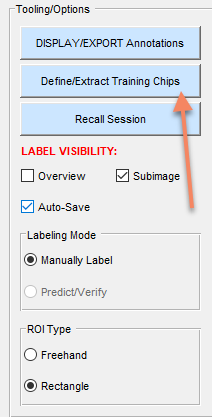 Tooling/Options
DISPLAY/EXPORT Annotations
Define/Extract Training Chips
Recall Session
LABEL VISIBILITY:
Overview Subimage
Auto-Save
Labeling Mode
Manually Label
Predict/Verify
ROI Type
Freehand
Rectangle